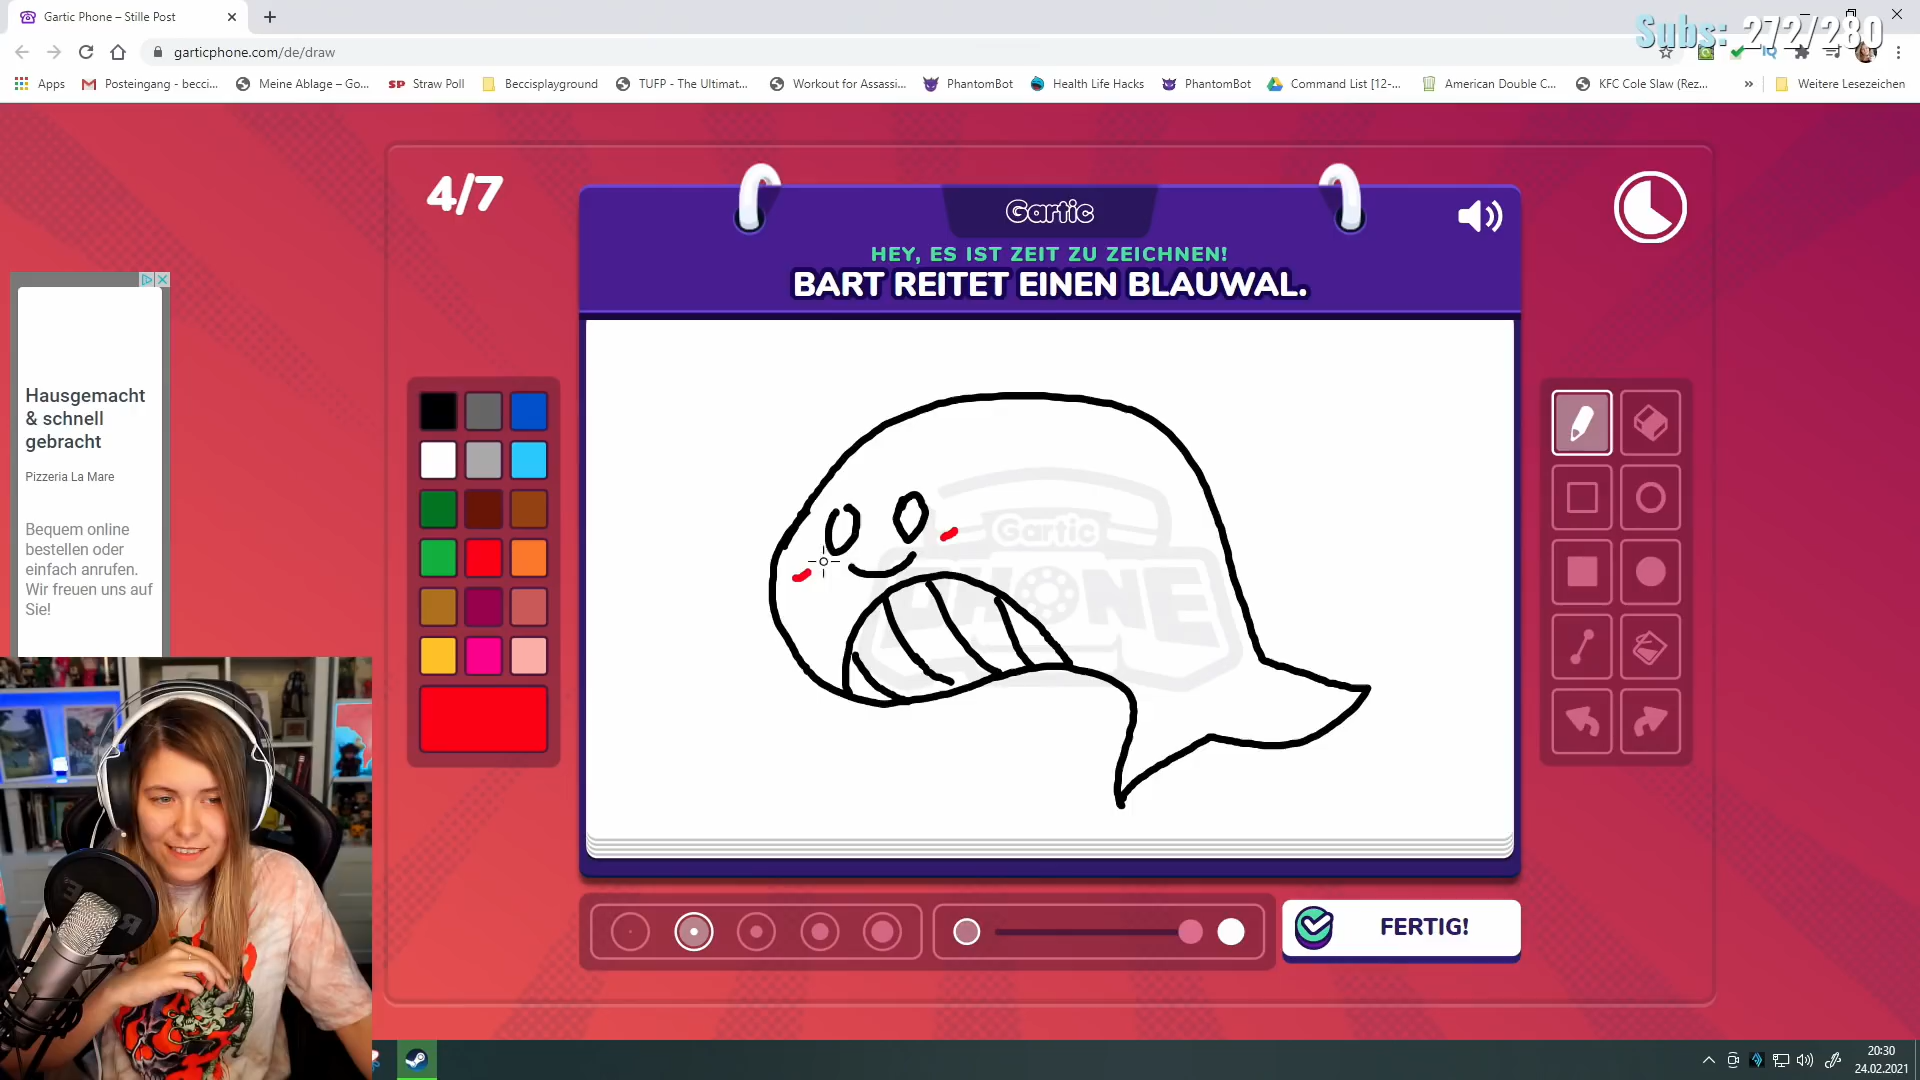 Gartic Phone – Stille Post
Subs: 272/280
garticphone.com/de/draw
Apps
Posteingang - becci...
Meine Ablage – Go...
SP Straw Poll
Beccisplayground
TUFP - The Ultimat...
Workout for Assassi...
PhantomBot
Health Life Hacks
PhantomBot
Command List [12-...
American Double C...
KFC Cole Slaw (Rez...
»
Weitere Lesezeichen
4/7
Gartic
HEY, ES IST ZEIT ZU ZEICHNEN!
BART REITET EINEN BLAUWAL.
Gartic
PHONE
Hausgemacht
& schnell
gebracht
Pizzeria La Mare
Bequem online
bestellen oder
einfach anrufen.
Wir freuen uns auf
Sie!
FERTIG!
20:30
24.02.2021